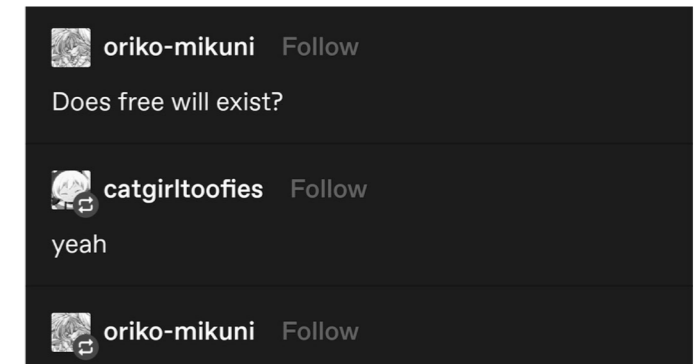 oriko-mikuni Follow
Does free will exist?
catgirltoofies Follow
yeah
oriko-mikuni Follow